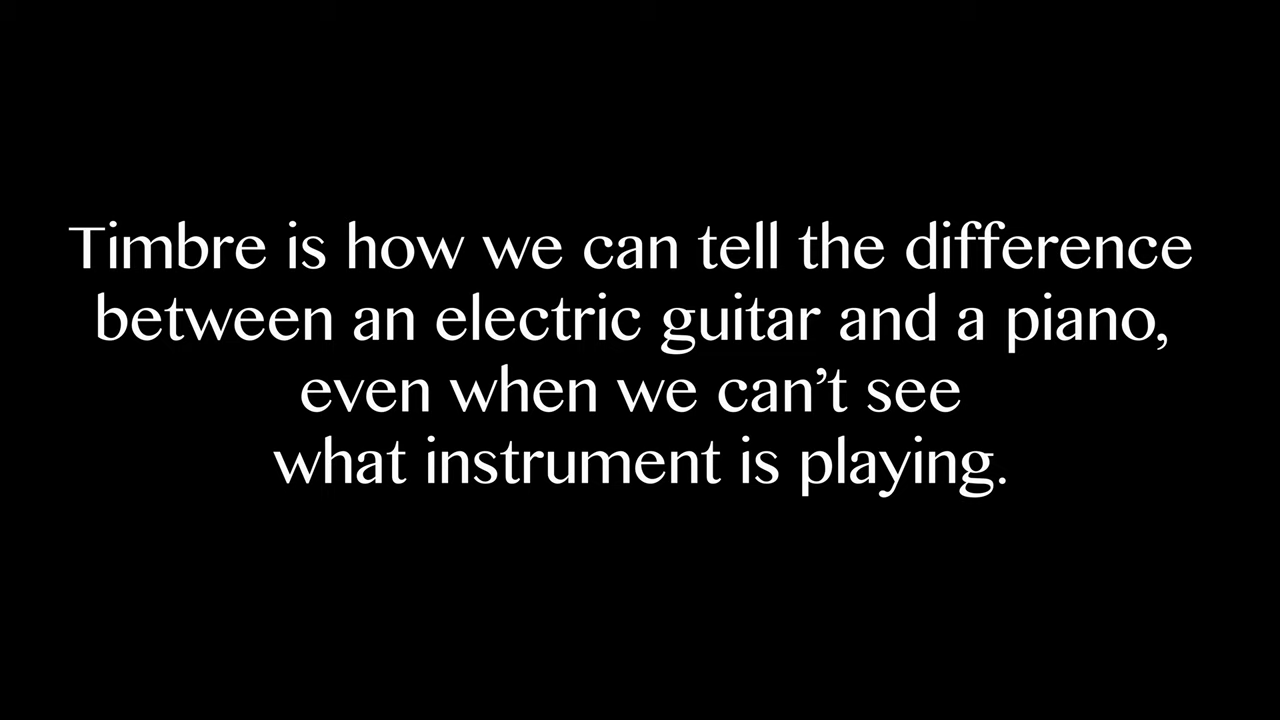 Timbre is how we can tell the difference
between an electric guitar and a piano,
even when we can’t see
what instrument is playing.